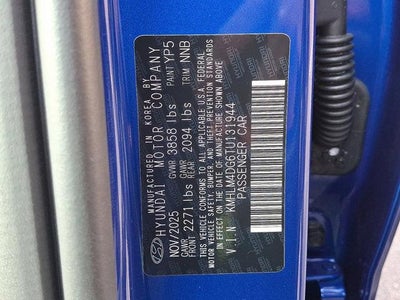 MANUFACTURED IN KOREA BY
HYUNDAI MOTOR COMPANY
NOV/2025 GVWR 3858 lbs PAINT YP5
GAWR FRONT 2271 lbs GAWR REAR 2094 lbs TRIM NNB
THIS VEHICLE CONFORMS TO ALL APPLICABLE U.S.A. FEDERAL
MOTOR VEHICLE SAFETY, BUMPER, AND THEFT PREVENTION STANDARDS
IN EFFECT ON THE DATE OF MANUFACTURE SHOWN ABOVE.
V.I.N KMHLM4DG6TU131944
PASSENGER CAR